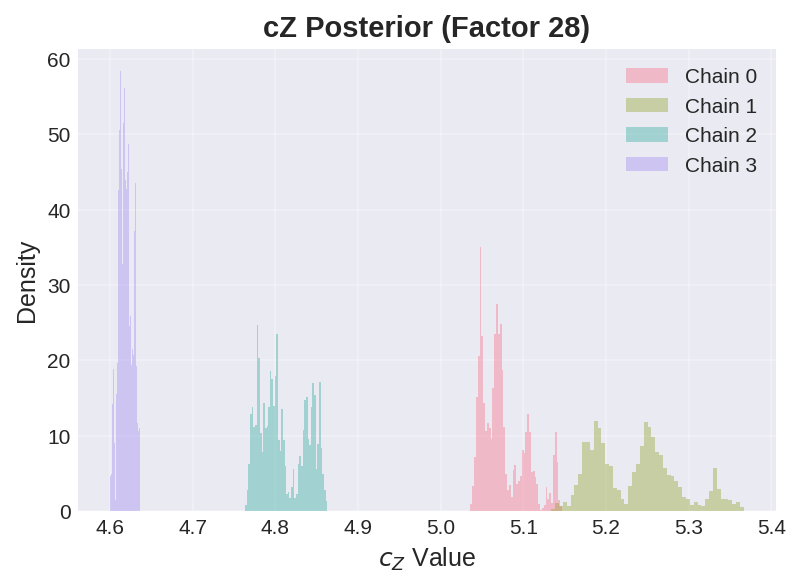 cZ Posterior (Factor 28)
60
50
40
30
20
10
0
Density
Chain 0
Chain 1
Chain 2
Chain 3
4.6 4.7 4.8 4.9 5.0 5.1 5.2 5.3 5.4
c_Z Value